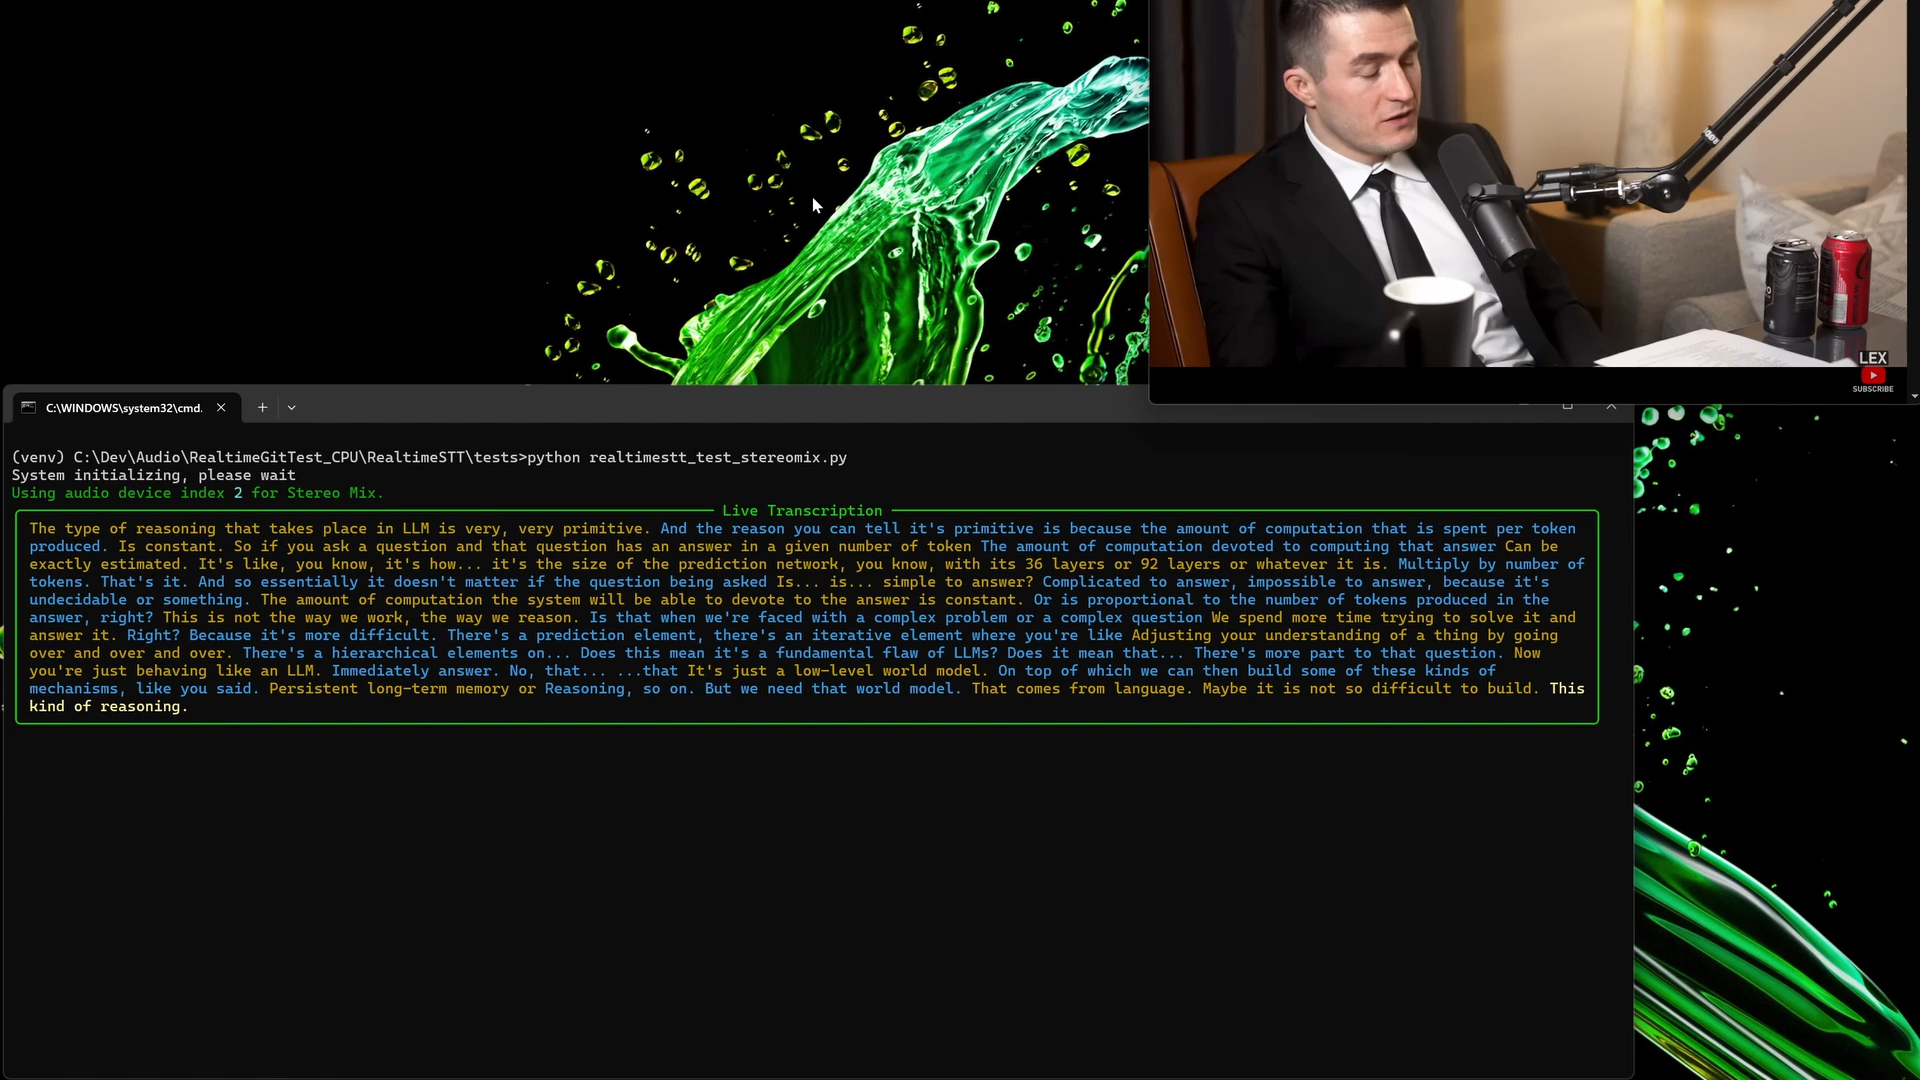 LEX
SUBSCRIBE
C:\WINDOWS\system32\cmd.
(venv) C:\Dev\Audio\RealtimeGitTest_CPU\RealtimeSTT\tests>python realtimestt_test_stereomix.py
System initializing, please wait
Using audio device index 2 for Stereo Mix.
Live Transcription
The type of reasoning that takes place in LLM is very, very primitive. And the reason you can tell it's primitive is because the amount of computation that is spent per token
produced. Is constant. So if you ask a question and that question has an answer in a given number of token The amount of computation devoted to computing that answer Can be
exactly estimated. It's like, you know, it's how... it's the size of the prediction network, you know, with its 36 layers or 92 layers or whatever it is. Multiply by number of
tokens. That's it. And so essentially it doesn't matter if the question being asked Is... is... simple to answer? Complicated to answer, impossible to answer, because it's
undecidable or something. The amount of computation the system will be able to devote to the answer is constant. Or is proportional to the number of tokens produced in the
answer, right? This is not the way we work, the way we reason. Is that when we're faced with a complex problem or a complex question We spend more time trying to solve it and
answer it. Right? Because it's more difficult. There's a prediction element, there's an iterative element where you're like Adjusting your understanding of a thing by going
over and over and over. There's a hierarchical elements on... Does this mean it's a fundamental flaw of LLMs? Does it mean that... There's more part to that question. Now
you're just behaving like an LLM. Immediately answer. No, that... ...that It's just a low-level world model. On top of which we can then build some of these kinds of
mechanisms, like you said. Persistent long-term memory or Reasoning, so on. But we need that world model. That comes from language. Maybe it is not so difficult to build. This
kind of reasoning.